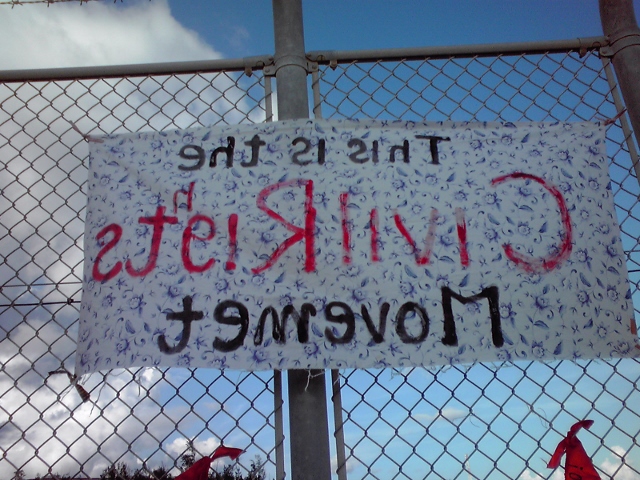 This is the
Civil Rights
Movemet